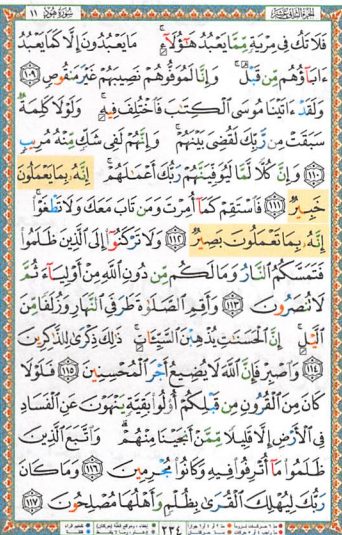 الجزء الثاني عشر سورة هود ١١
فَلَا تَكُ فِي مِرْيَةٍ مِّمَّا يَعْبُدُ هَٰٓؤُلَآءِ ۚ مَا يَعْبُدُونَ إِلَّا كَمَا يَعْبُدُ
ءَابَآؤُهُم مِّن قَبْلُ ۚ وَإِنَّا لَمُوَفُّوهُمْ نَصِيبَهُمْ غَيْرَ مَنقُوصٍ ١٠٩
وَلَقَدْ ءَاتَيْنَا مُوسَى ٱلْكِتَٰبَ فَٱخْتُلِفَ فِيهِ ۚ وَلَوْلَا كَلِمَةٌ
سَبَقَتْ مِن رَّبِّكَ لَقُضِيَ بَيْنَهُمْ ۚ وَإِنَّهُمْ لَفِي شَكٍّ مِّنْهُ مُرِيبٍ
١١٠ وَإِنَّ كُلًّا لَّمَّا لَيُوَفِّيَنَّهُمْ رَبُّكَ أَعْمَٰلَهُمْ ۚ إِنَّهُۥ بِمَا يَعْمَلُونَ
خَبِيرٌ ١١١ فَٱسْتَقِمْ كَمَآ أُمِرْتَ وَمَن تَابَ مَعَكَ وَلَا تَطْغَوْا۟ ۚ
إِنَّهُۥ بِمَا تَعْمَلُونَ بَصِيرٌ ١١٢ وَلَا تَرْكَنُوٓا۟ إِلَى ٱلَّذِينَ ظَلَمُوا۟
فَتَمَسَّكُمُ ٱلنَّارُ وَمَا لَكُم مِّن دُونِ ٱللَّهِ مِنْ أَوْلِيَآءَ ثُمَّ
لَا تُنصَرُونَ ١١٣ وَأَقِمِ ٱلصَّلَوٰةَ طَرَفَيِ ٱلنَّهَارِ وَزُلَفًا مِّنَ
ٱلَّيْلِ ۚ إِنَّ ٱلْحَسَنَٰتِ يُذْهِبْنَ ٱلسَّيِّـَٔاتِ ۚ ذَٰلِكَ ذِكْرَىٰ لِلذَّٰكِرِينَ
١١٤ وَٱصْبِرْ فَإِنَّ ٱللَّهَ لَا يُضِيعُ أَجْرَ ٱلْمُحْسِنِينَ ١١٥ فَلَوْلَا
كَانَ مِنَ ٱلْقُرُونِ مِن قَبْلِكُمْ أُو۟لُوا۟ بَقِيَّةٍ يَنْهَوْنَ عَنِ ٱلْفَسَادِ
فِي ٱلْأَرْضِ إِلَّا قَلِيلًا مِّمَّنْ أَنجَيْنَا مِنْهُمْ ۗ وَٱتَّبَعَ ٱلَّذِينَ
ظَلَمُوا۟ مَآ أُتْرِفُوا۟ فِيهِ وَكَانُوا۟ مُجْرِمِينَ ١١٦ وَمَا كَانَ
رَبُّكَ لِيُهْلِكَ ٱلْقُرَىٰ بِظُلْمٍ وَأَهْلُهَا مُصْلِحُونَ ١١٧
٢٣٤